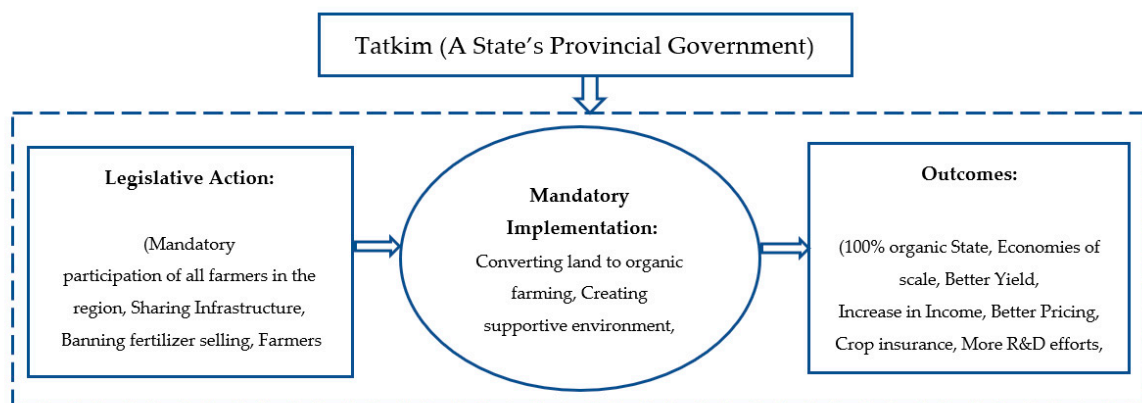 Tatkim (A State’s Provincial Government)
Legislative Action:
(Mandatory
participation of all farmers in the
region, Sharing Infrastructure,
Banning fertilizer selling, Farmers
Mandatory
Implementation:
Converting land to organic
farming, Creating
supportive environment,
Outcomes:
(100% organic State, Economies of
scale, Better Yield,
Increase in Income, Better Pricing,
Crop insurance, More R&D efforts,